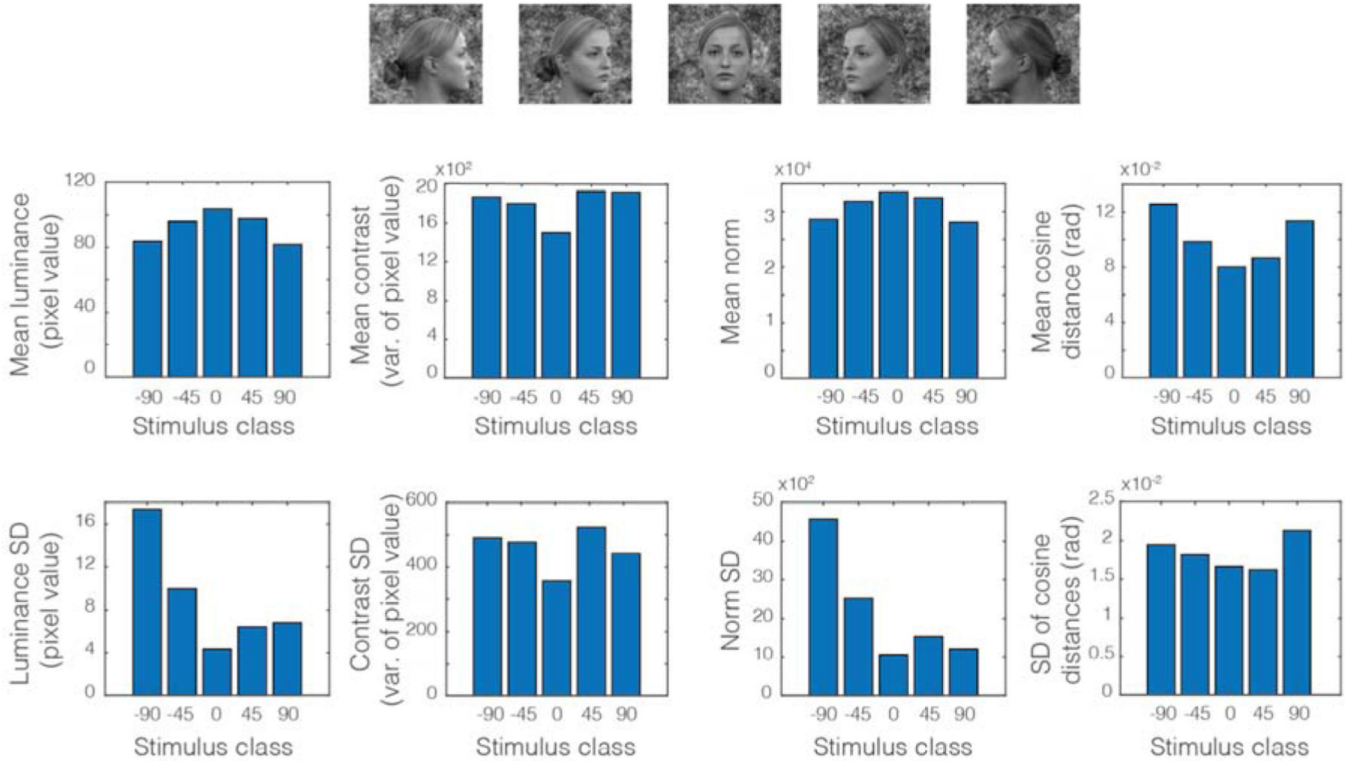 Mean luminance
(pixel value)
120
100
80
60
40
20
0
-90 -45 0 45 90
Stimulus class
x10²
Mean contrast
(var. of pixel value)
20
16
12
8
4
0
-90 -45 0 45 90
Stimulus class
x10⁴
Mean norm
3
2
1
0
-90 -45 0 45 90
Stimulus class
x10⁻²
Mean cosine
distance (rad)
12
8
4
0
-90 -45 0 45 90
Stimulus class
Luminance SD
(pixel value)
16
12
8
4
0
-90 -45 0 45 90
Stimulus class
Contrast SD
(var. of pixel value)
600
400
200
0
-90 -45 0 45 90
Stimulus class
x10²
Norm SD
50
40
30
20
10
0
-90 -45 0 45 90
Stimulus class
x10⁻²
SD of cosine
distances (rad)
2.5
2
1.5
1
0.5
0
-90 -45 0 45 90
Stimulus class